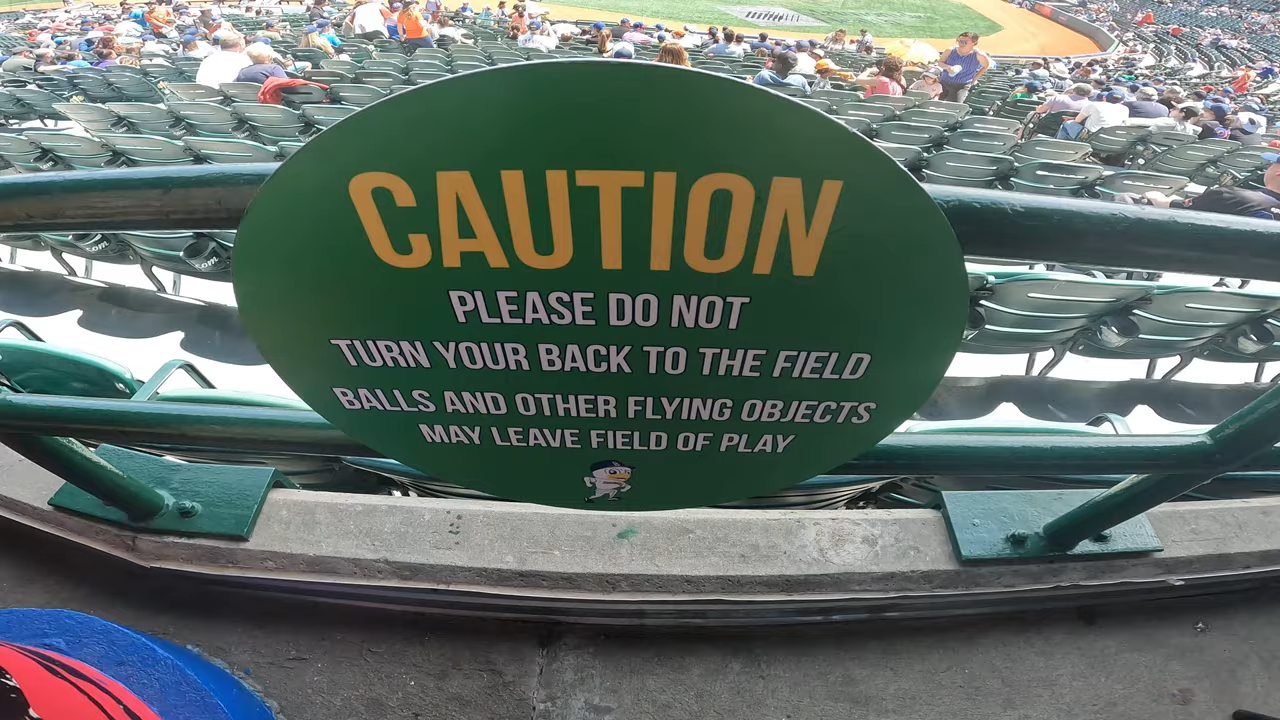 CAUTION
PLEASE DO NOT
TURN YOUR BACK TO THE FIELD
BALLS AND OTHER FLYING OBJECTS
MAY LEAVE FIELD OF PLAY